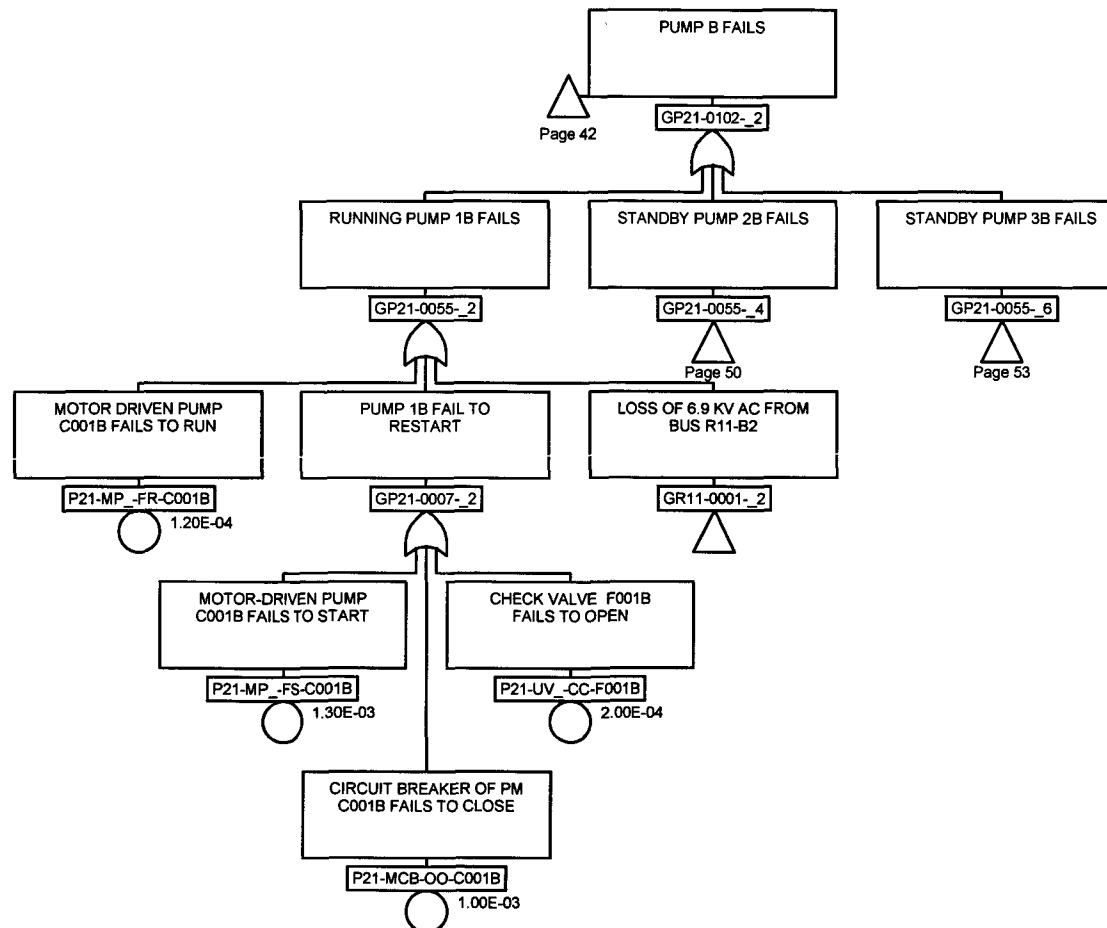 PUMP B FAILS
Page 42
GP21-0102-_2
RUNNING PUMP 1B FAILS
STANDBY PUMP 2B FAILS
STANDBY PUMP 3B FAILS
GP21-0055-_2
GP21-0055-_4
GP21-0055-_6
Page 50
Page 53
MOTOR DRIVEN PUMP
C001B FAILS TO RUN
PUMP 1B FAIL TO
RESTART
LOSS OF 6.9 KV AC FROM
BUS R11-B2
P21-MP_-FR-C001B
1.20E-04
GP21-0007-_2
GR11-0001-_2
MOTOR-DRIVEN PUMP
C001B FAILS TO START
CHECK VALVE F001B
FAILS TO OPEN
P21-MP_-FS-C001B
1.30E-03
P21-UV_-CC-F001B
2.00E-04
CIRCUIT BREAKER OF PM
C001B FAILS TO CLOSE
P21-MCB-OO-C001B
1.00E-03